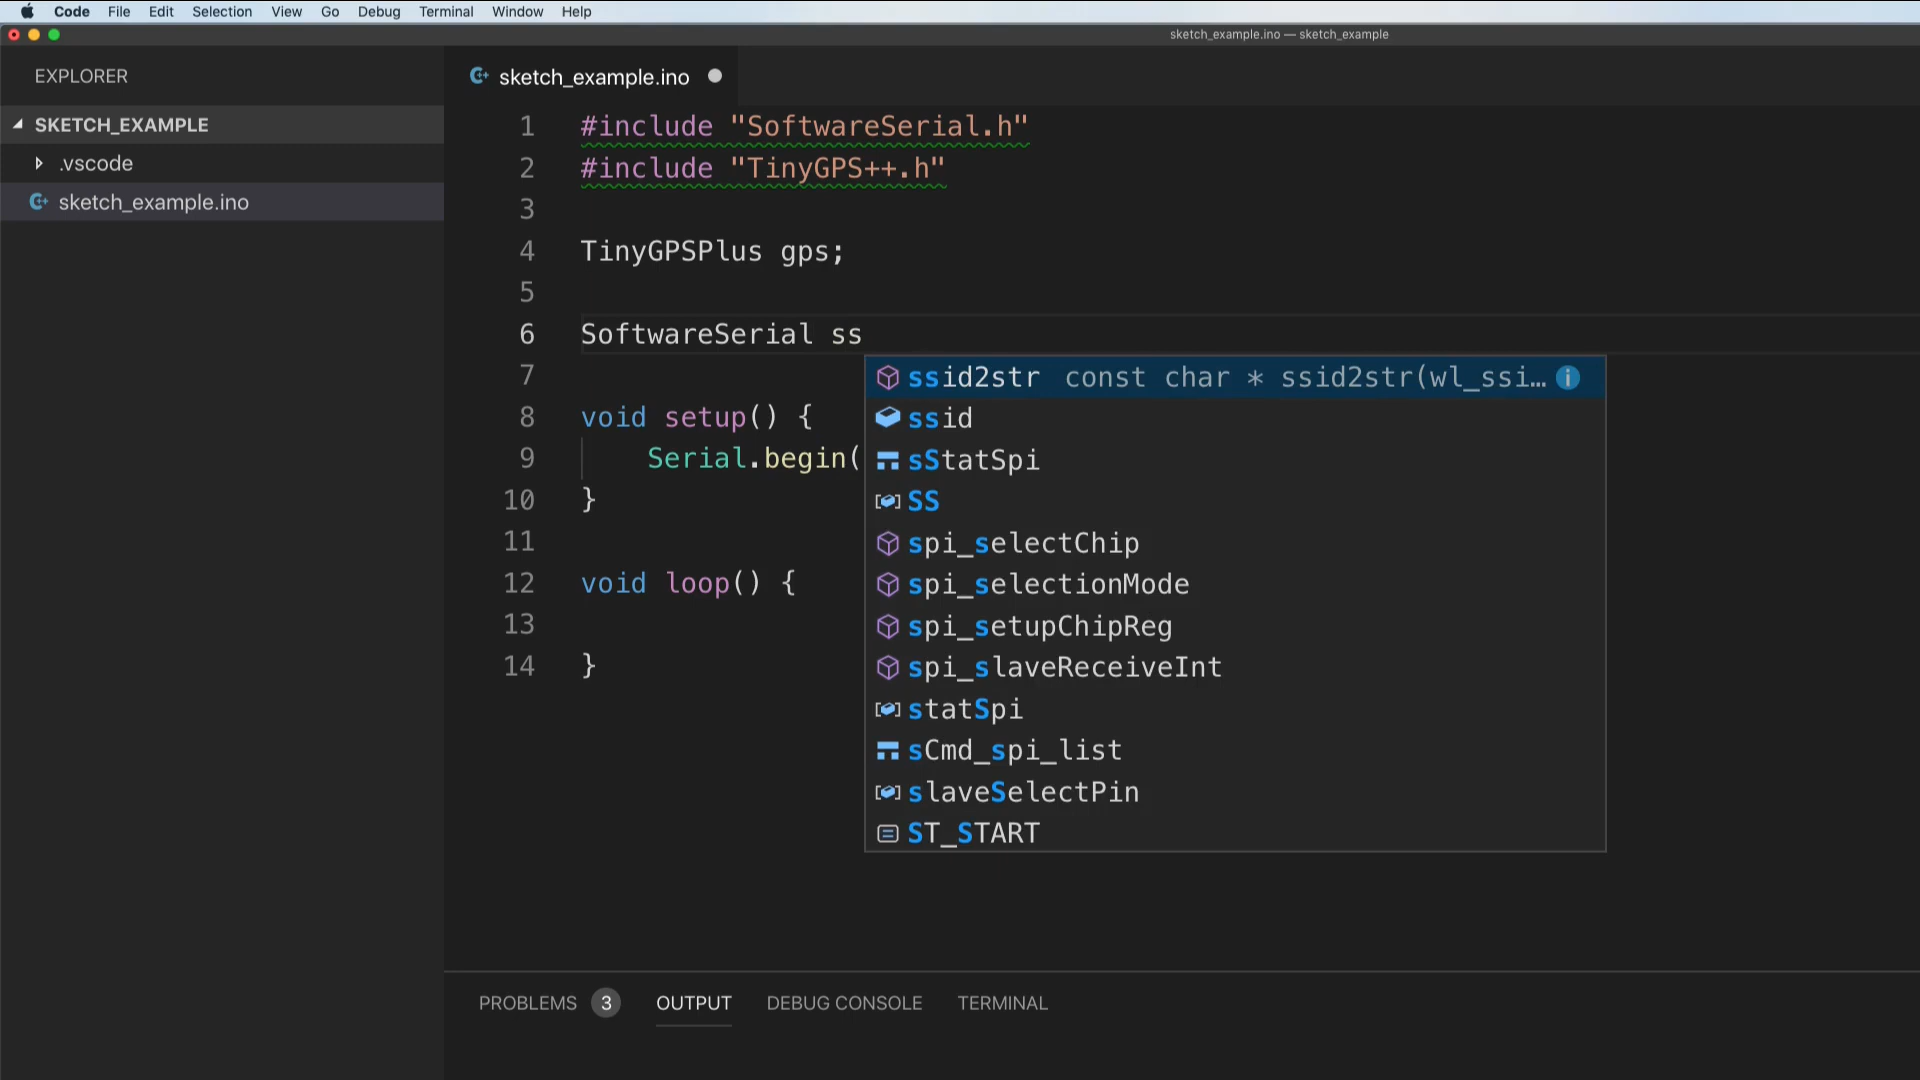 Code File Edit Selection View Go Debug Terminal Window Help
sketch_example.ino — sketch_example
EXPLORER
SKETCH_EXAMPLE
.vscode
sketch_example.ino
sketch_example.ino
1 #include "SoftwareSerial.h"
2 #include "TinyGPS++.h"
3
4 TinyGPSPlus gps;
5
6 SoftwareSerial ss
7
8 void setup() {
9 Serial.begin(
10 }
11
12 void loop() {
13
14 }
ssid2str const char * ssid2str(wl_ssi…
ssid
sStatSpi
SS
spi_selectChip
spi_selectionMode
spi_setupChipReg
spi_slaveReceiveInt
statSpi
sCmd_spi_list
slaveSelectPin
ST_START
PROBLEMS 3 OUTPUT DEBUG CONSOLE TERMINAL